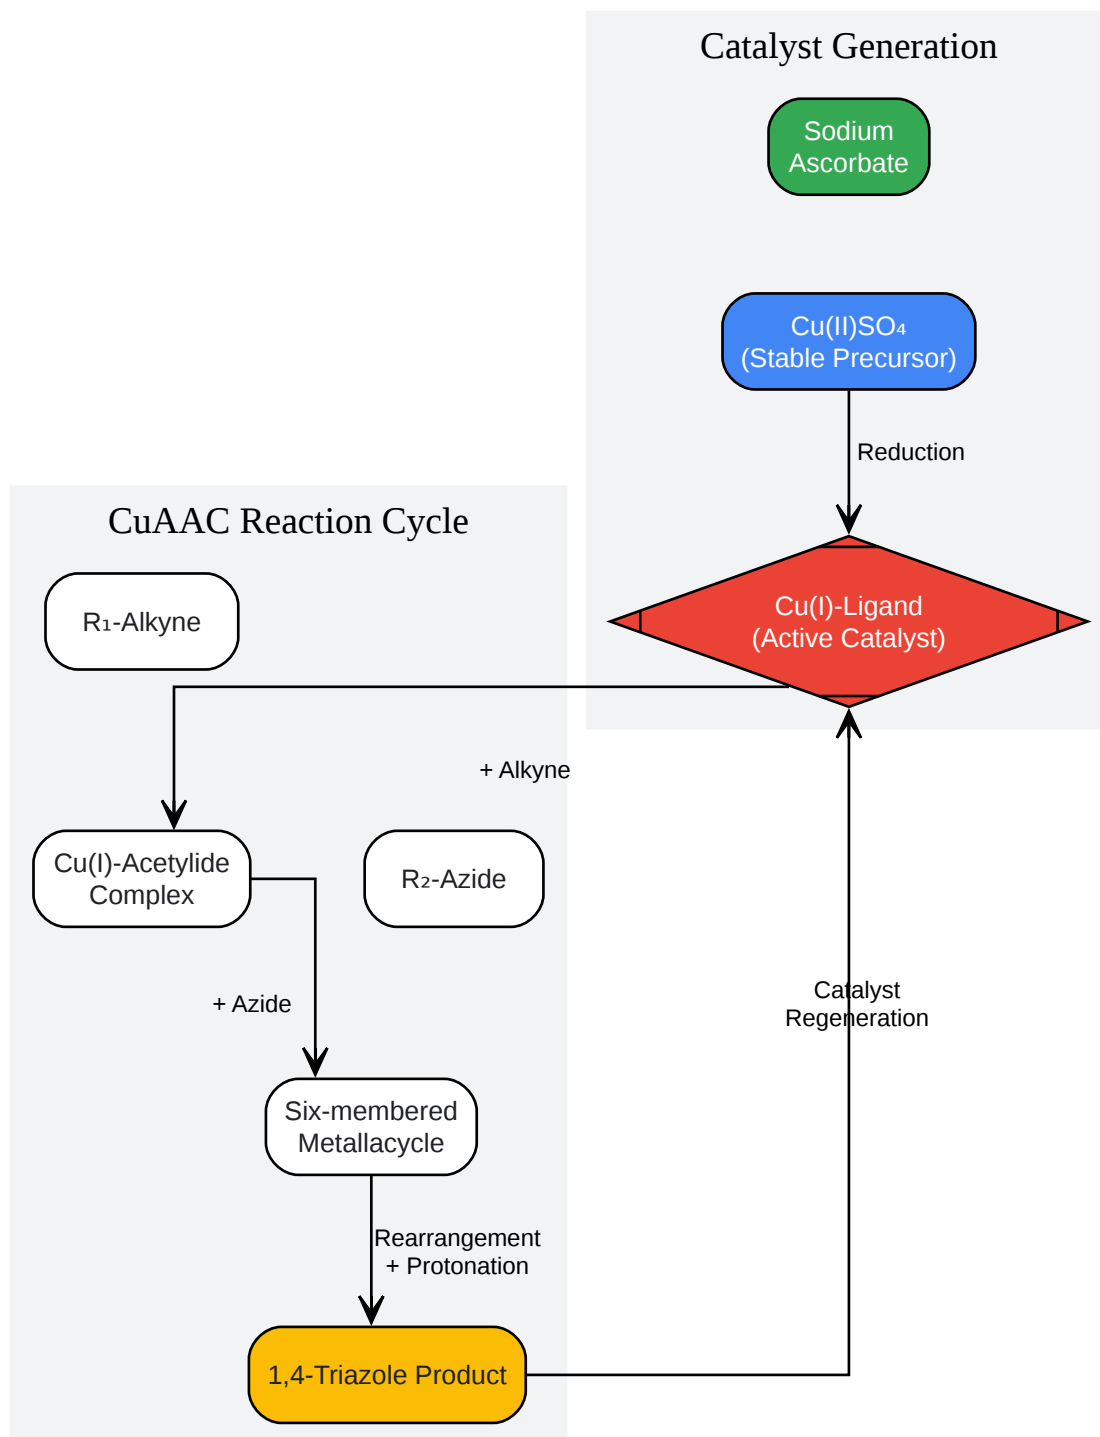 Catalyst Generation
Sodium
Ascorbate
Cu(II)SO₄
(Stable Precursor)
Reduction
Cu(I)-Ligand
(Active Catalyst)
CuAAC Reaction Cycle
R₁-Alkyne
+ Alkyne
Cu(I)-Acetylide
Complex
R₂-Azide
+ Azide
Catalyst
Regeneration
Six-membered
Metallacycle
Rearrangement
+ Protonation
1,4-Triazole Product